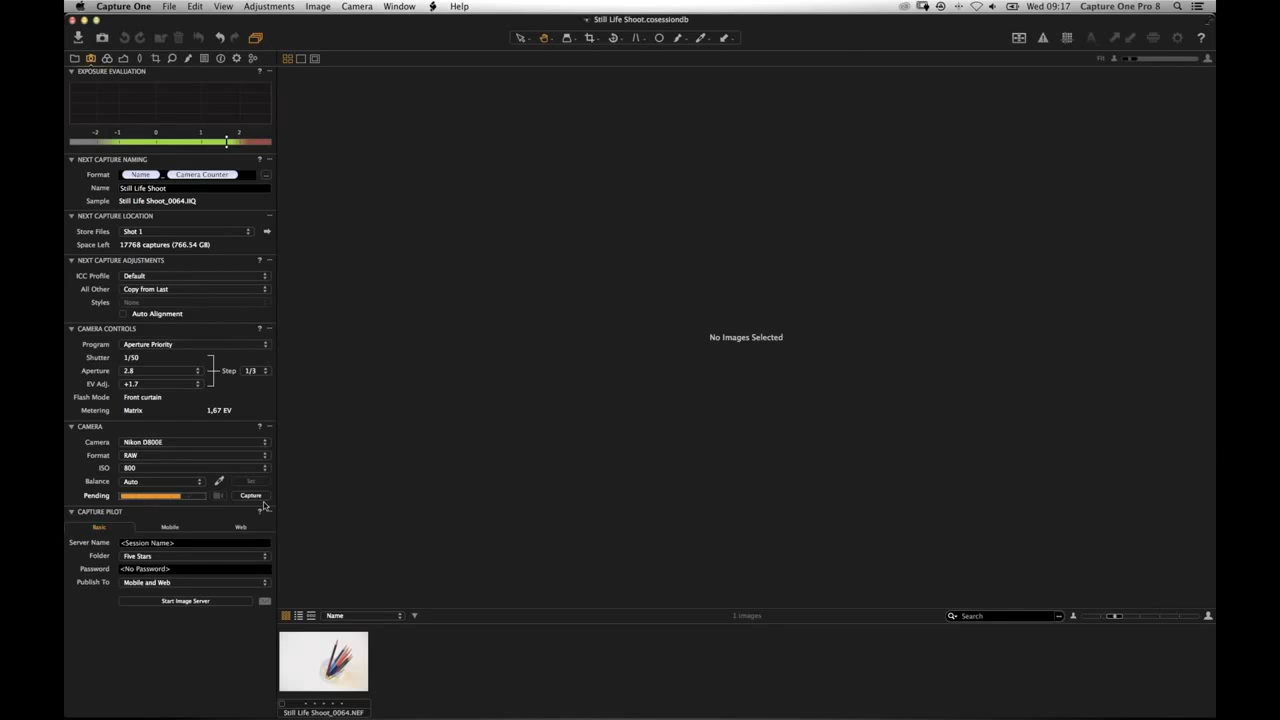 Capture One File Edit View Adjustments Image Camera Window Help Wed 09:17 Capture One Pro 8
Still Life Shoot.cosessiondb
EXPOSURE EVALUATION ?
-2 -1 0 1 2
NEXT CAPTURE NAMING ?
Format Name _ Camera Counter
Name Still Life Shoot
Sample Still Life Shoot_0064.IIQ
NEXT CAPTURE LOCATION
Store Files Shot 1
Space Left 17768 captures (766.54 GB)
NEXT CAPTURE ADJUSTMENTS ?
ICC Profile Default
All Other Copy from Last
Styles None
Auto Alignment
CAMERA CONTROLS ?
Program Aperture Priority
Shutter 1/50
Aperture 2.8 Step 1/3
EV Adj. +1.7
Flash Mode Front curtain
Metering Matrix 1,67 EV
CAMERA ?
Camera Nikon D800E
Format RAW
ISO 800
Balance Auto Set
Pending Capture
CAPTURE PILOT ?
Basic Mobile Web
Server Name <Session Name>
Folder Five Stars
Password <No Password>
Publish To Mobile and Web
Start Image Server
Fit
No Images Selected
Name 1 images Search
Still Life Shoot_0064.NEF